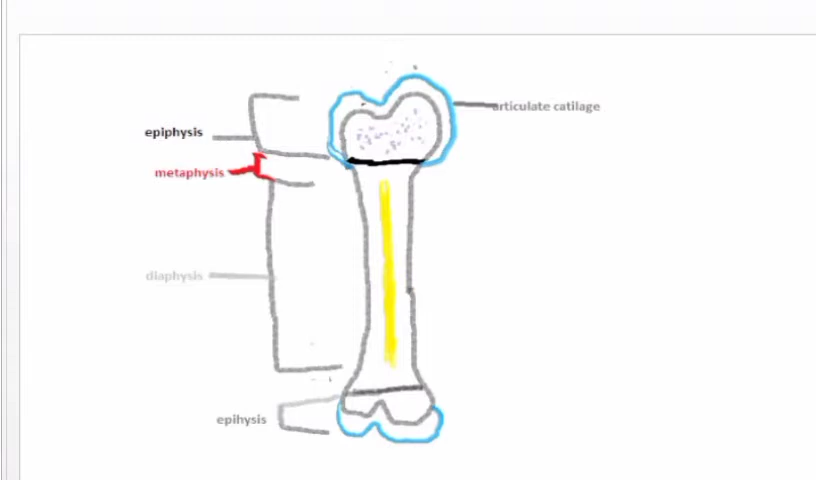 articulate catilage
epiphysis
metaphysis
diaphysis
epihysis